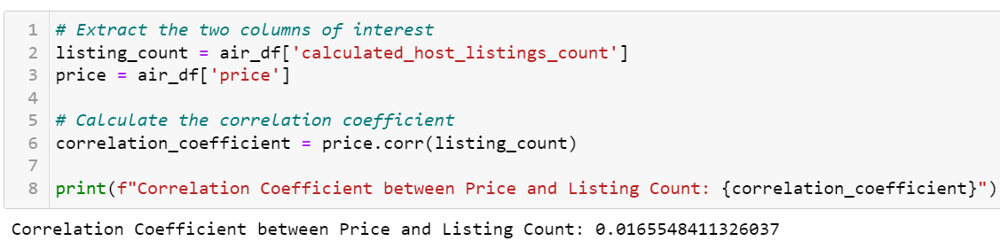 1 # Extract the two columns of interest
2 listing_count = air_df['calculated_host_listings_count']
3 price = air_df['price']
4
5 # Calculate the correlation coefficient
6 correlation_coefficient = price.corr(listing_count)
7
8 print(f"Correlation Coefficient between Price and Listing Count: {correlation_coefficient}")
Correlation Coefficient between Price and Listing Count: 0.0165548411326037